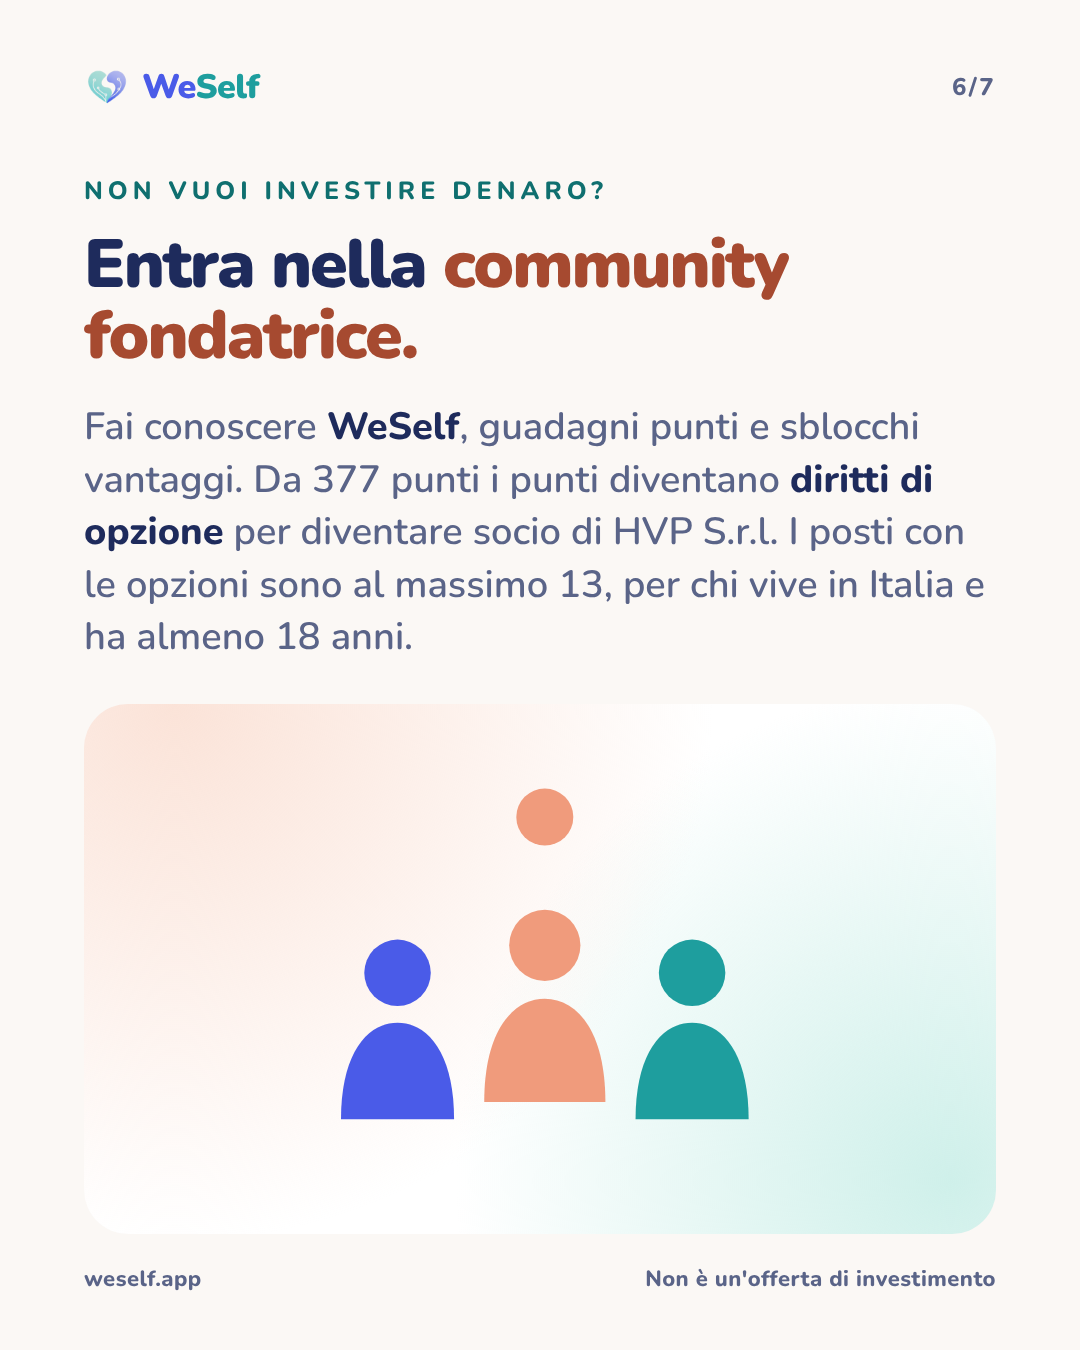 WeSelf
6/7
NON VUOI INVESTIRE DENARO?
Entra nella community
fondatrice.
Fai conoscere WeSelf, guadagni punti e sblocchi
vantaggi. Da 377 punti i punti diventano diritti di
opzione per diventare socio di HVP S.r.l. I posti con
le opzioni sono al massimo 13, per chi vive in Italia e
ha almeno 18 anni.
weself.app
Non è un'offerta di investimento